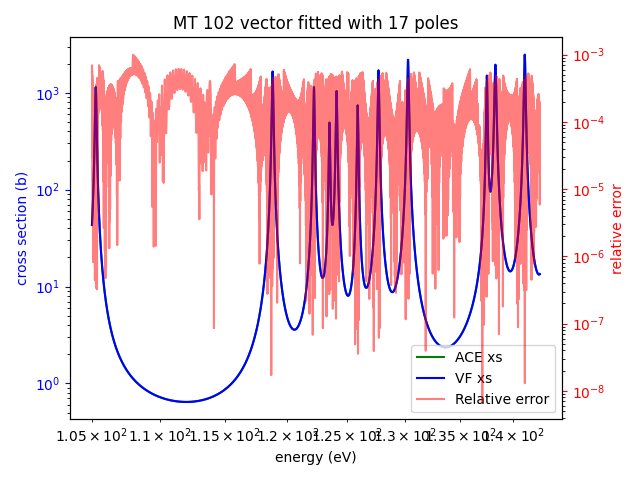 MT 102 vector fitted with 17 poles
cross section (b)
10³
10²
10¹
10⁰
10⁻³
10⁻⁴
10⁻⁵
10⁻⁶
10⁻⁷
10⁻⁸
relative error
ACE xs
VF xs
Relative error
1.05 × 10² 1.1 × 10² 1.15 × 10² 1.2 × 10² 1.25 × 10² 1.3 × 10² 1.35 × 10² 1.4 × 10²
energy (eV)